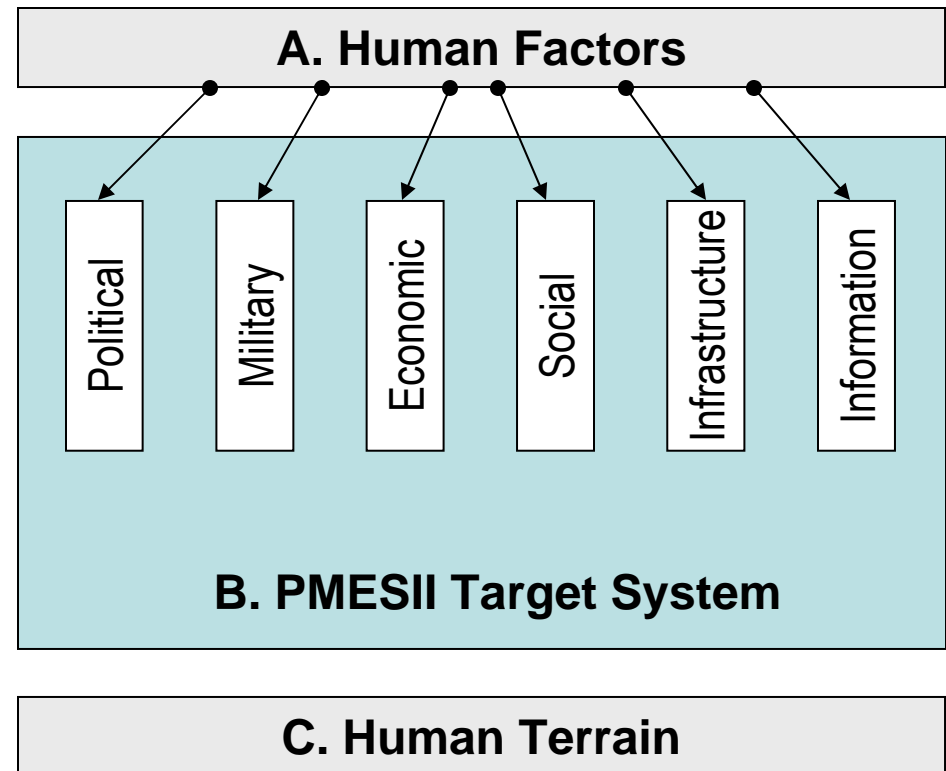 A. Human Factors
Political
Military
Economic
Social
Infrastructure
Information
B. PMESII Target System
C. Human Terrain